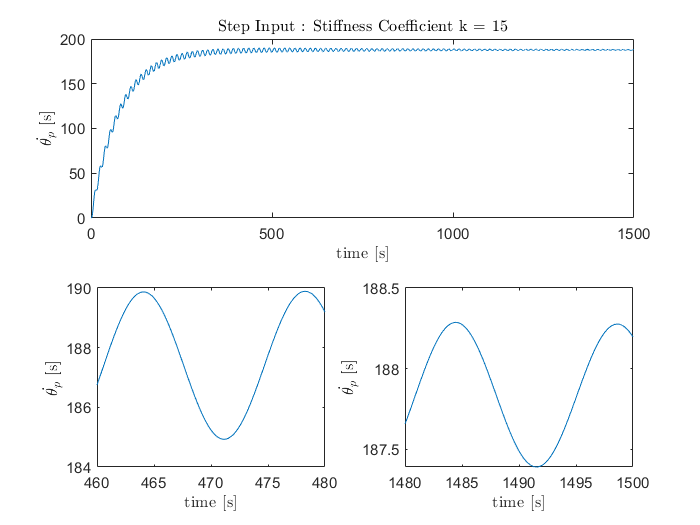 Step Input : Stiffness Coefficient k = 15
200
150
100
50
0
θ̇ₚ [s]
0 500 1000 1500
time [s]
190
188
186
184
θ̇ₚ [s]
460 465 470 475 480
time [s]
188.5
188
187.5
θ̇ₚ [s]
1480 1485 1490 1495 1500
time [s]